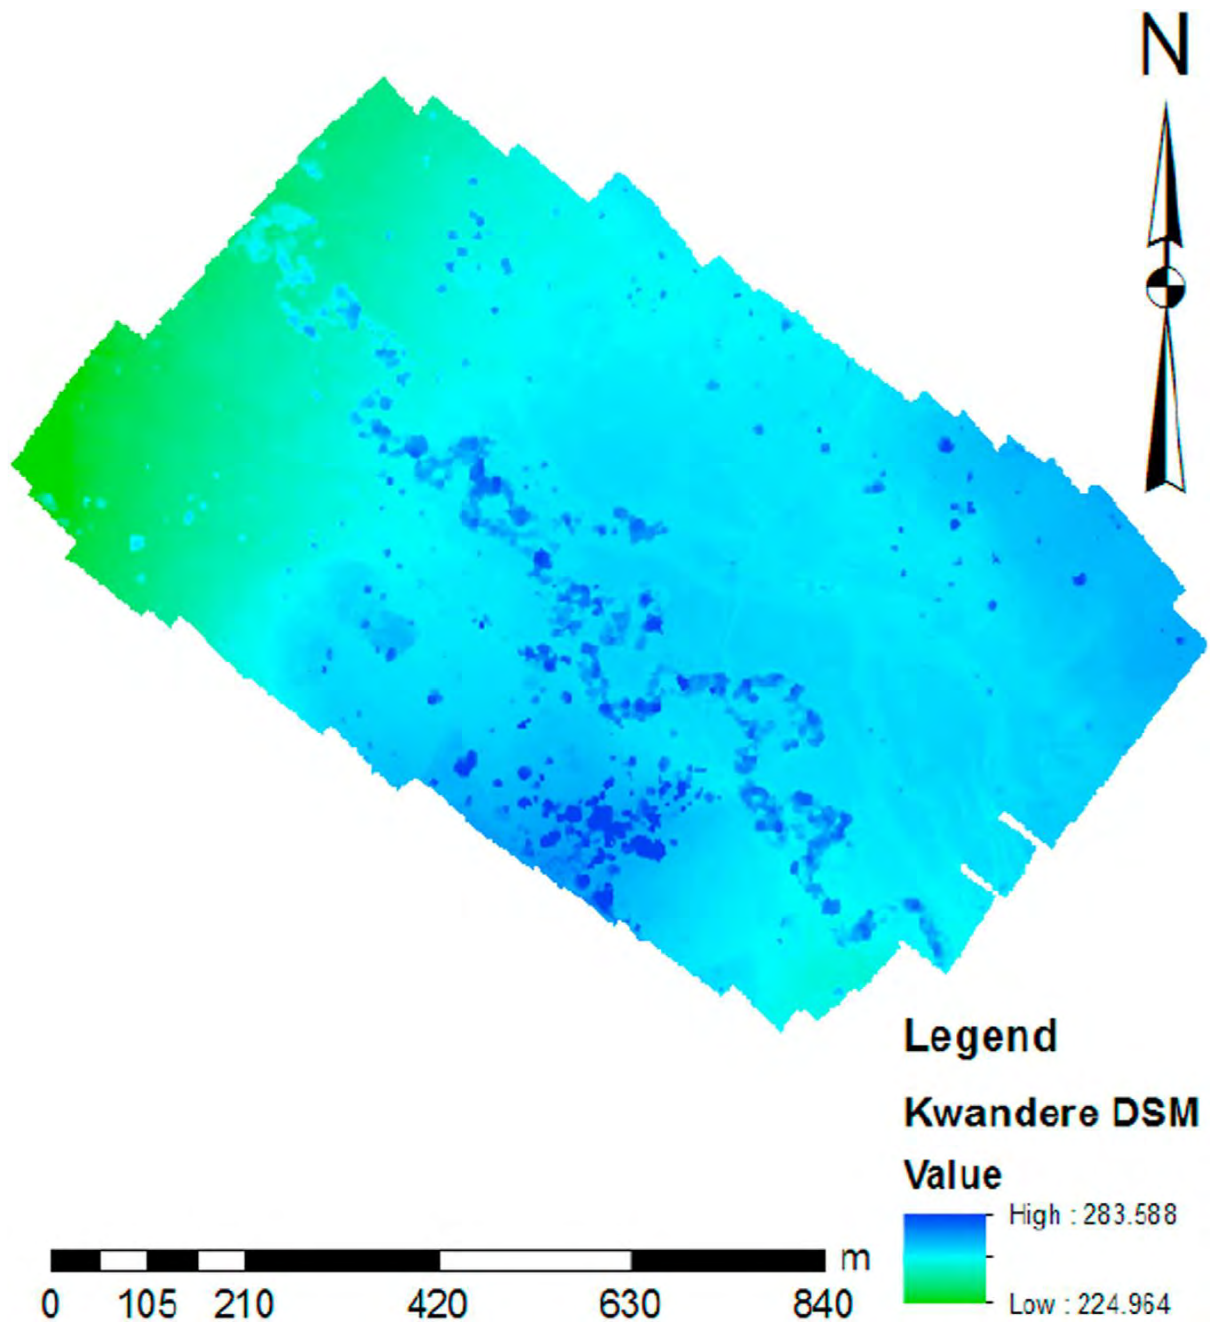 N
Legend
Kwandere DSM
Value
High : 283.588
Low : 224.964
m
0 105 210 420 630 840